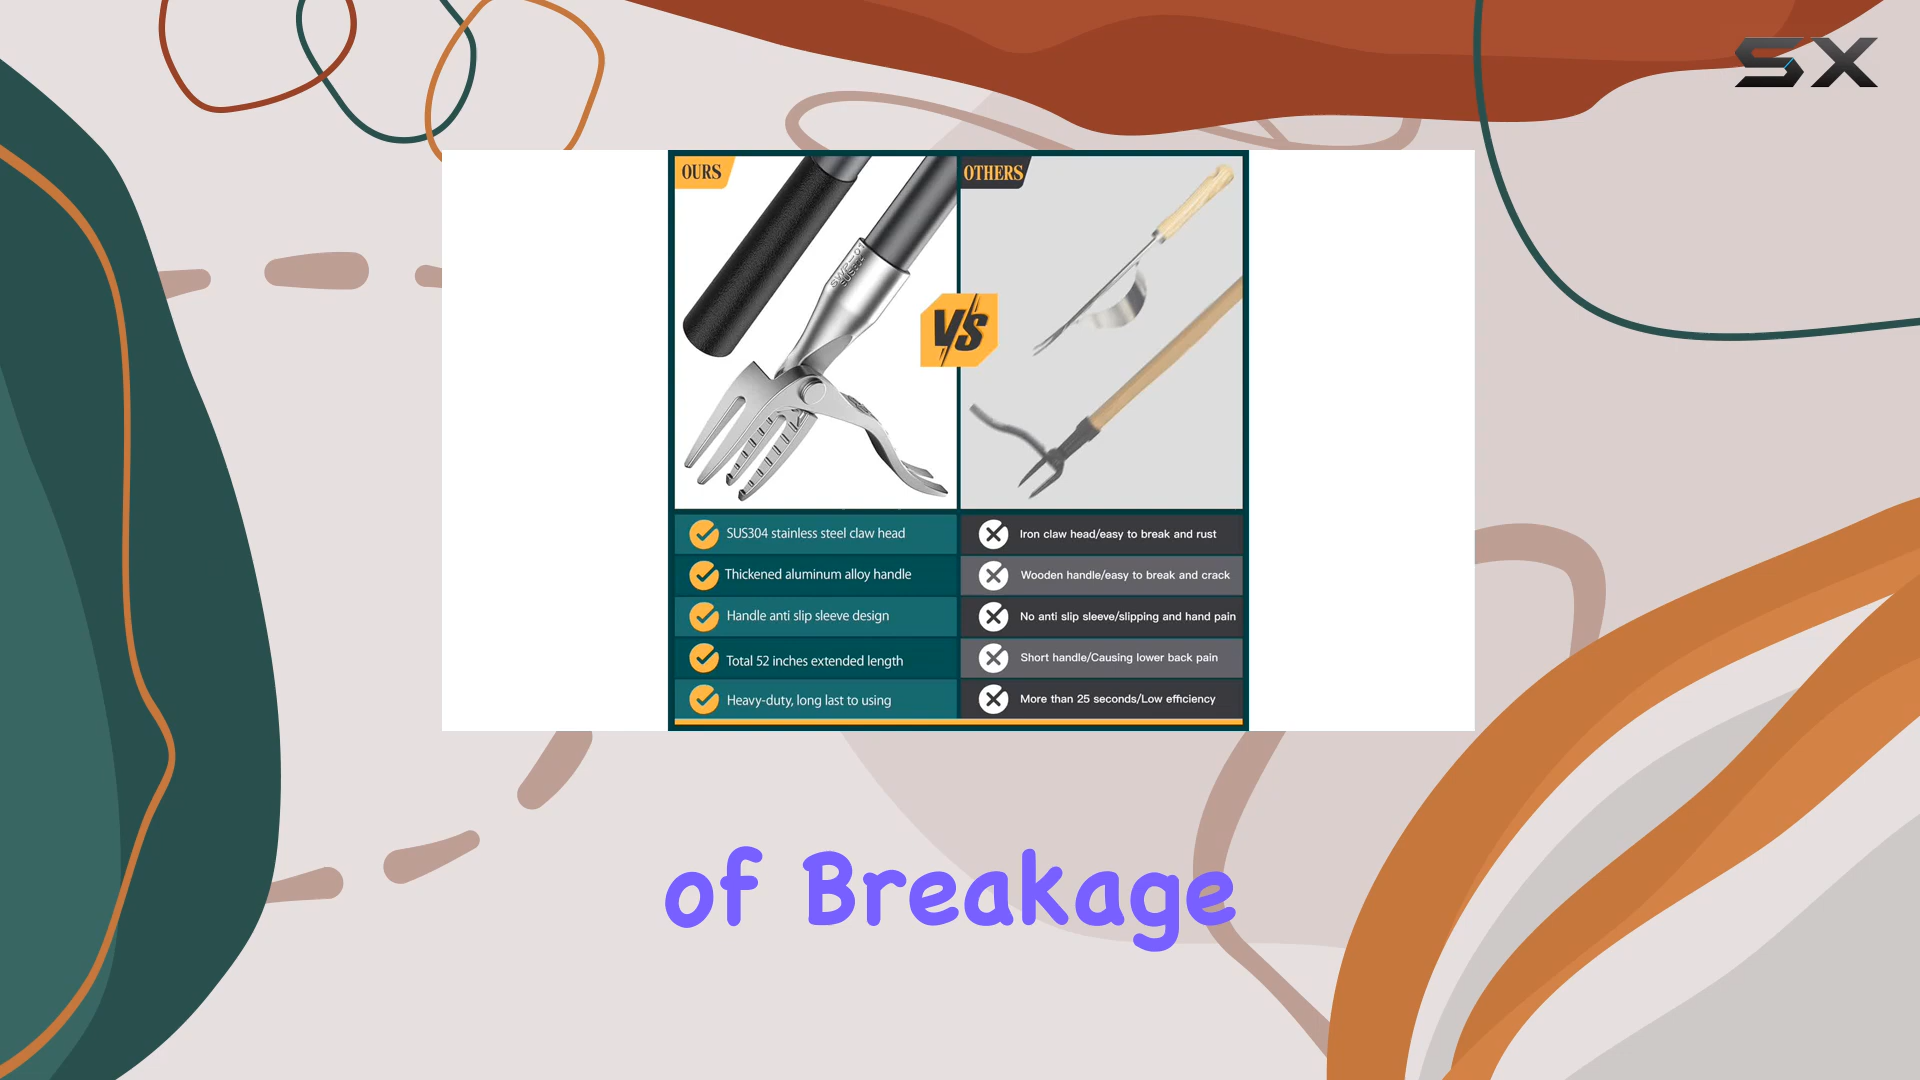 SX
OURS
OTHERS
VS
SUS304 stainless steel claw head
Iron claw head/easy to break and rust
Thickened aluminum alloy handle
Wooden handle/easy to break and crack
Handle anti slip sleeve design
No anti slip sleeve/slipping and hand pain
Total 52 inches extended length
Short handle/Causing lower back pain
Heavy-duty, long last to using
More than 25 seconds/Low efficiency
of Breakage